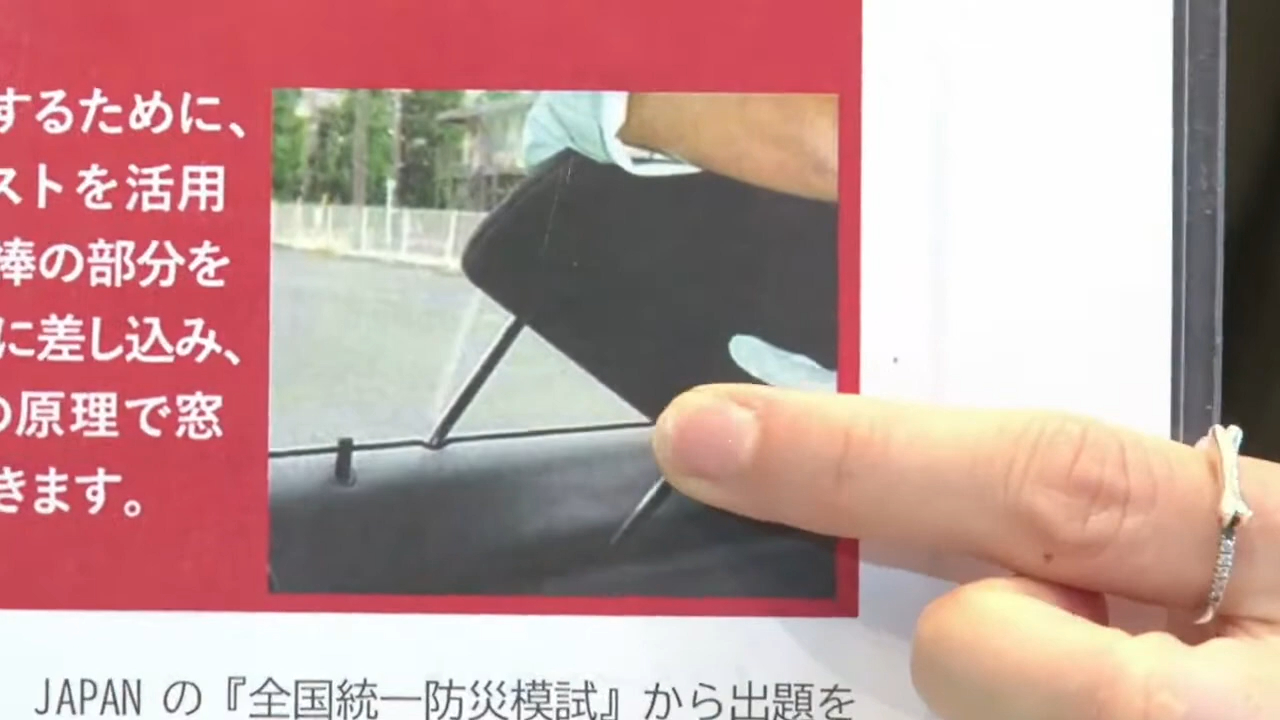 するために、
ストを活用
棒の部分を
に差し込み、
の原理で窓
きます。
JAPAN の『全国統一防災模試』から出題を